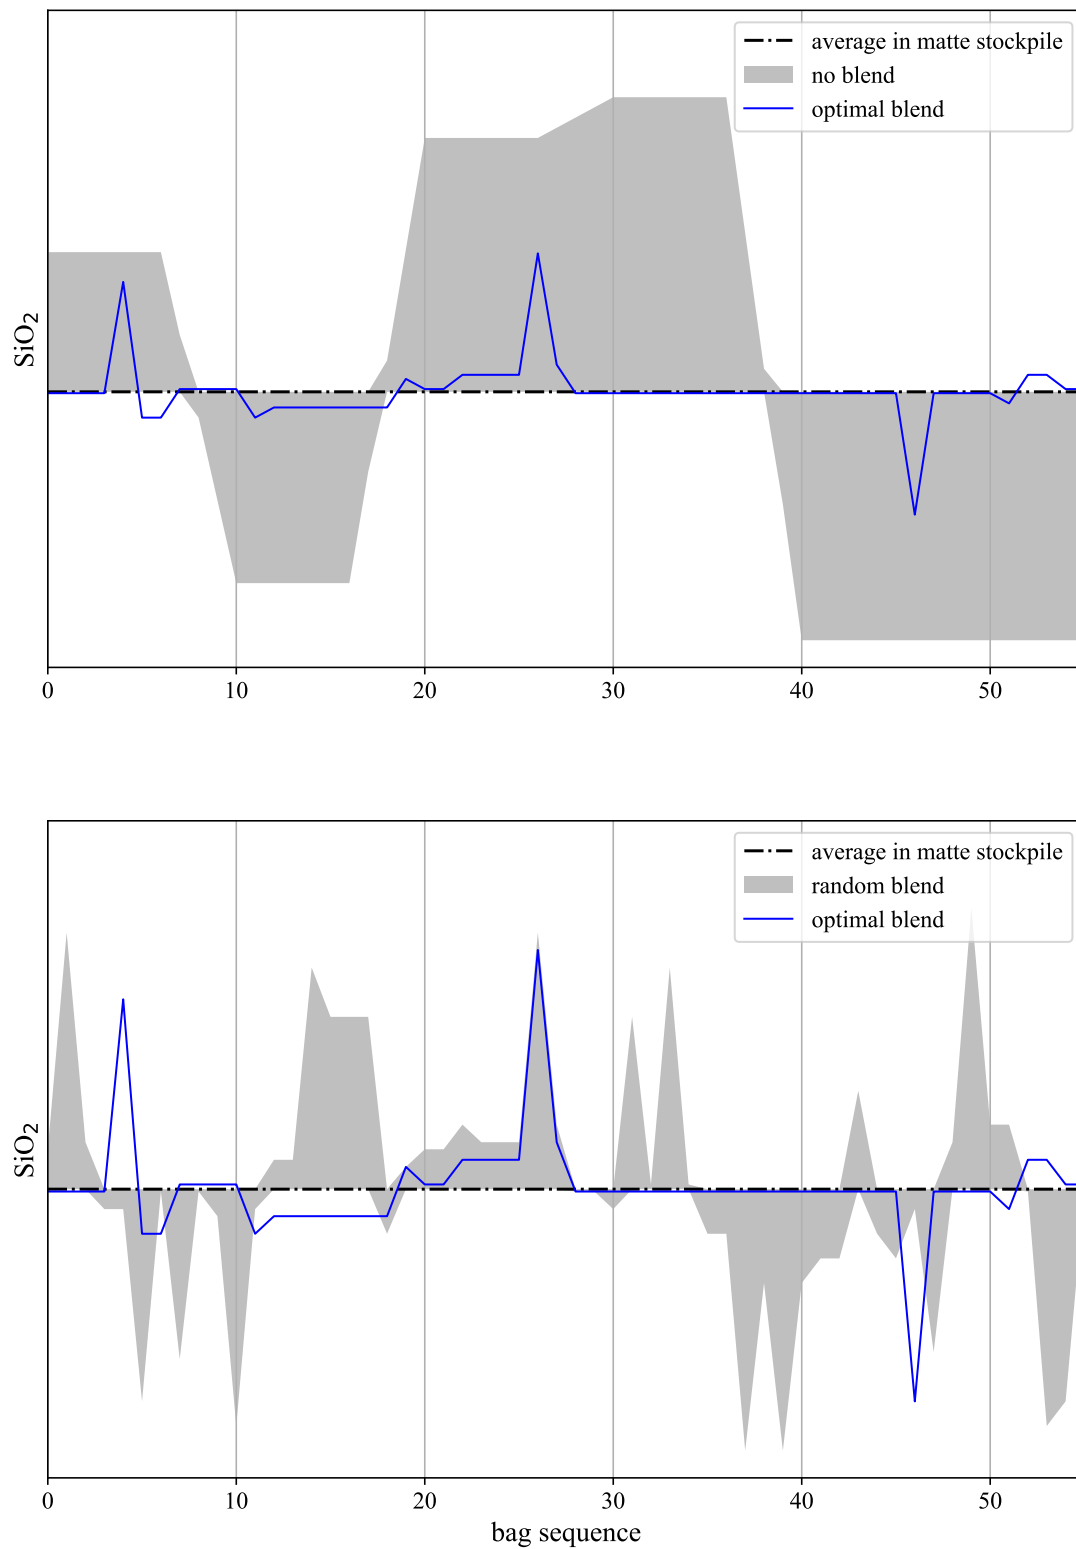 average in matte stockpile
no blend
optimal blend
SiO₂
0 10 20 30 40 50
average in matte stockpile
random blend
optimal blend
SiO₂
0 10 20 30 40 50
bag sequence